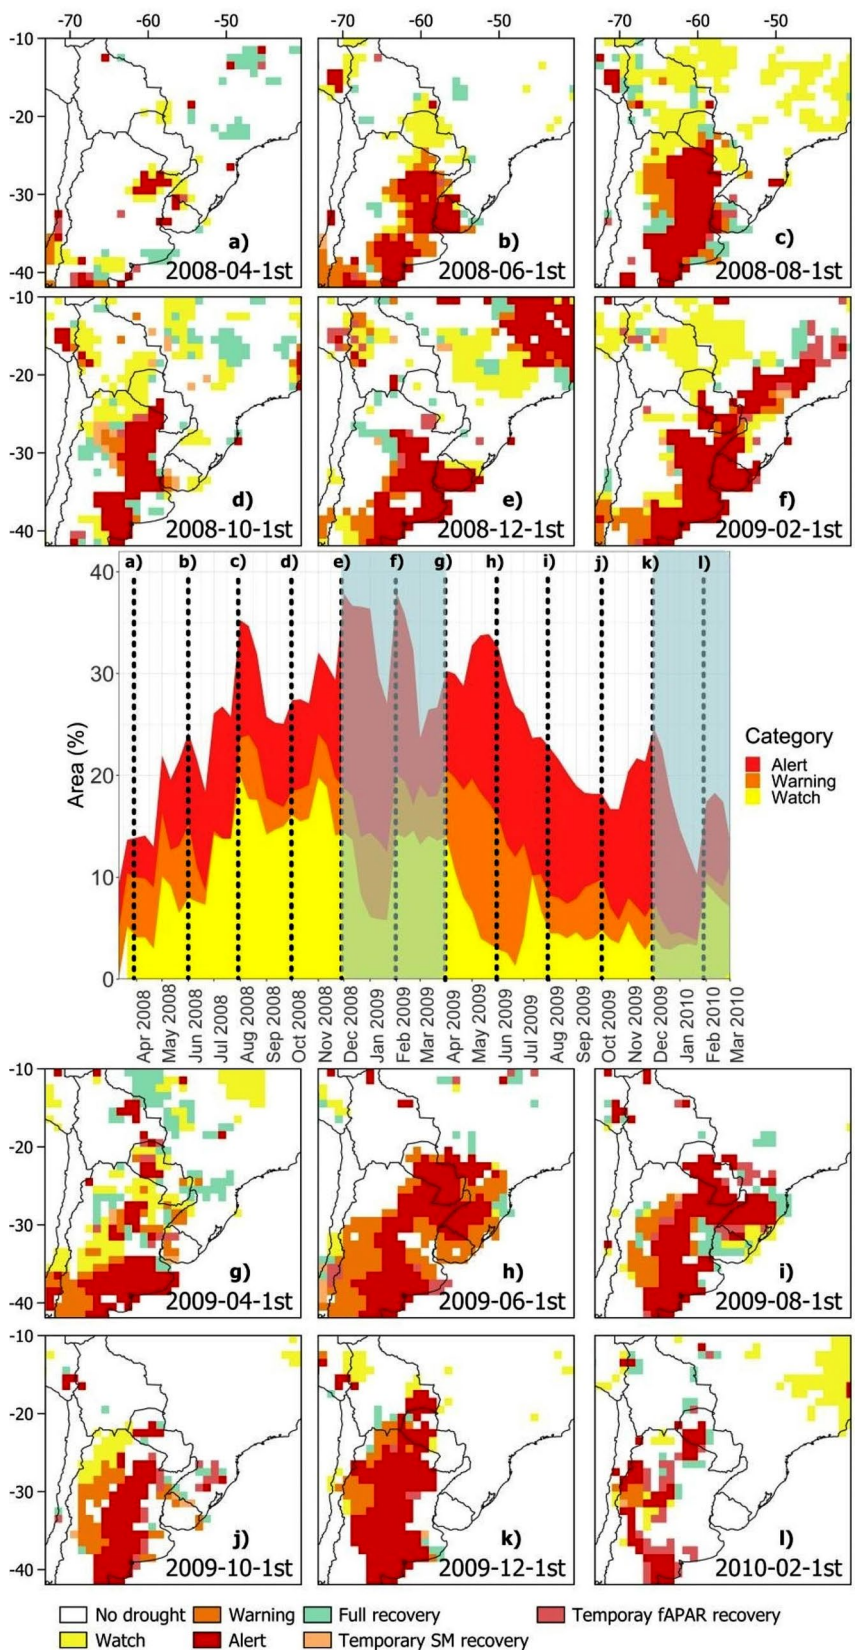 -70 -60 -50 -70 -60 -50 -70 -60 -50
-10
-20
-30
-40
a)
2008-04-1st
b)
2008-06-1st
c)
2008-08-1st
-10
-20
-30
-40
d)
2008-10-1st
e)
2008-12-1st
f)
2009-02-1st
a) b) c) d) e) f) g) h) i) j) k) l)
40
30
20
10
0
Area (%)
Apr 2008
May 2008
Jun 2008
Jul 2008
Aug 2008
Sep 2008
Oct 2008
Nov 2008
Dec 2008
Jan 2009
Feb 2009
Mar 2009
Apr 2009
May 2009
Jun 2009
Jul 2009
Aug 2009
Sep 2009
Oct 2009
Nov 2009
Dec 2009
Jan 2010
Feb 2010
Mar 2010
Category
Alert
Warning
Watch
-10
-20
-30
-40
g)
2009-04-1st
h)
2009-06-1st
i)
2009-08-1st
-10
-20
-30
-40
j)
2009-10-1st
k)
2009-12-1st
l)
2010-02-1st
No drought Warning Full recovery Temporay fAPAR recovery
Watch Alert Temporary SM recovery